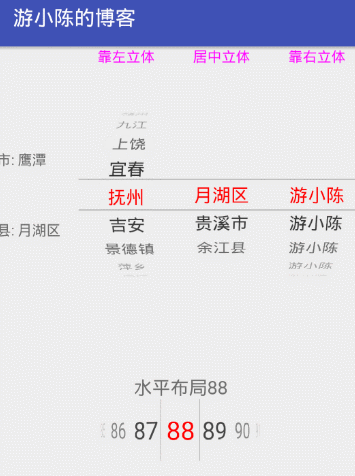 游小陈的博客
靠左立体 居中立体 靠右立体
九江
上饶
市: 鹰潭
宜春
抚州 月湖区 游小陈
吉安 贵溪市 游小陈
县: 月湖区
景德镇 余江县 游小陈
萍乡 游小陈
水平布局88
86 87 88 89 90